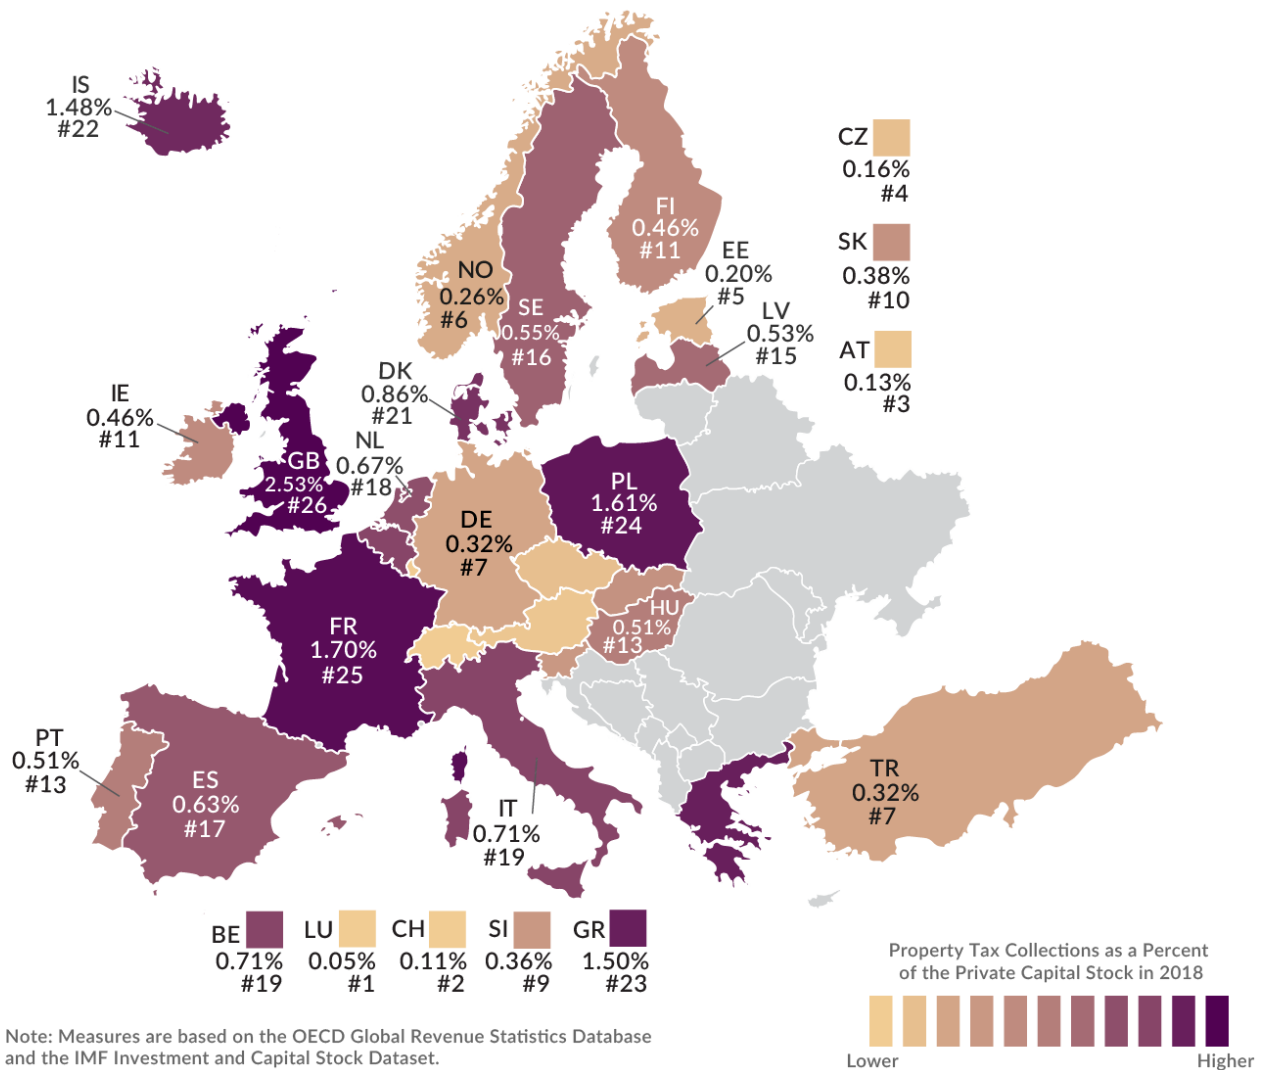 IS
1.48%
#22
CZ
0.16%
#4
FI
0.46%
#11
SK
0.38%
#10
EE
0.20%
#5
NO
0.26%
#6
SE
0.55%
#16
LV
0.53%
#15
AT
0.13%
#3
DK
0.86%
#21
IE
0.46%
#11
NL
0.67%
#18
GB
2.53%
#26
PL
1.61%
#24
DE
0.32%
#7
HU
0.51%
#13
FR
1.70%
#25
PT
0.51%
#13
ES
0.63%
#17
IT
0.71%
#19
TR
0.32%
#7
BE
0.71%
#19
LU
0.05%
#1
CH
0.11%
#2
SI
0.36%
#9
GR
1.50%
#23
Property Tax Collections as a Percent
of the Private Capital Stock in 2018
Lower
Higher
Note: Measures are based on the OECD Global Revenue Statistics Database
and the IMF Investment and Capital Stock Dataset.